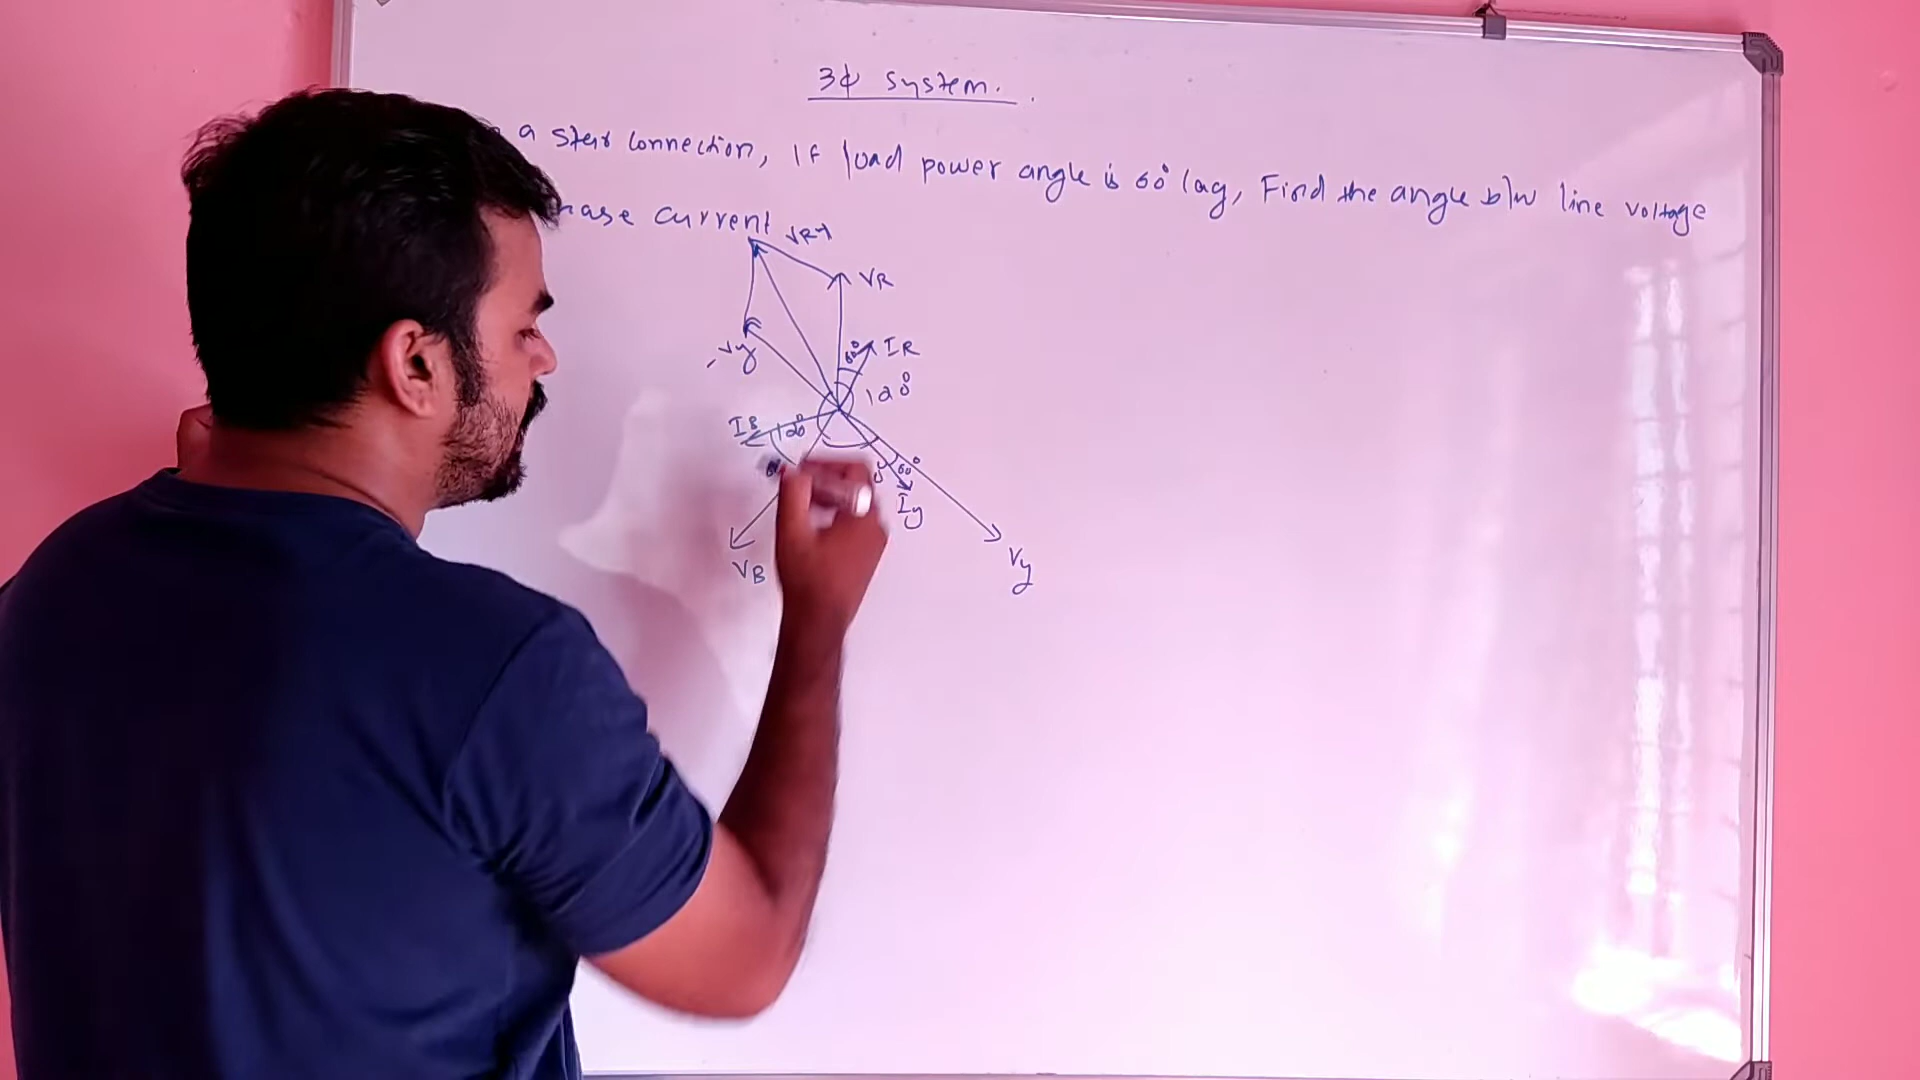 3ϕ System.
a star connection, If load power angle is 60° lag, Find the angle b/w line voltage
hase current
VRY
VR
-Vy
60°
IR
120°
IB
120°
60°
Iy
VB
Vy